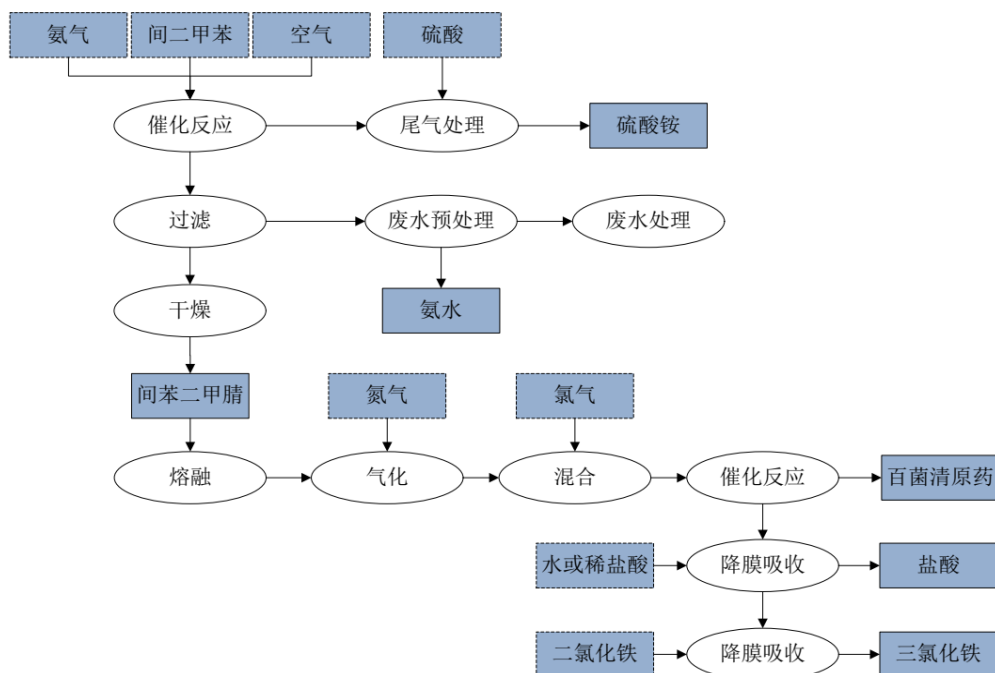 氨气
间二甲苯
空气
硫酸
催化反应
尾气处理
硫酸铵
过滤
废水预处理
废水处理
干燥
氨水
间苯二甲腈
氮气
氯气
熔融
气化
混合
催化反应
百菌清原药
水或稀盐酸
降膜吸收
盐酸
二氯化铁
降膜吸收
三氯化铁